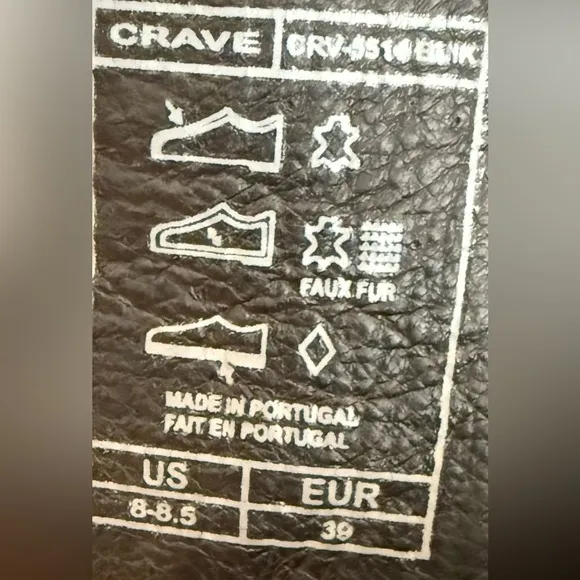 CRAVE
FAUX FUR
MADE IN PORTUGAL
FAIT EN PORTUGAL
US EUR
8-8.5 39